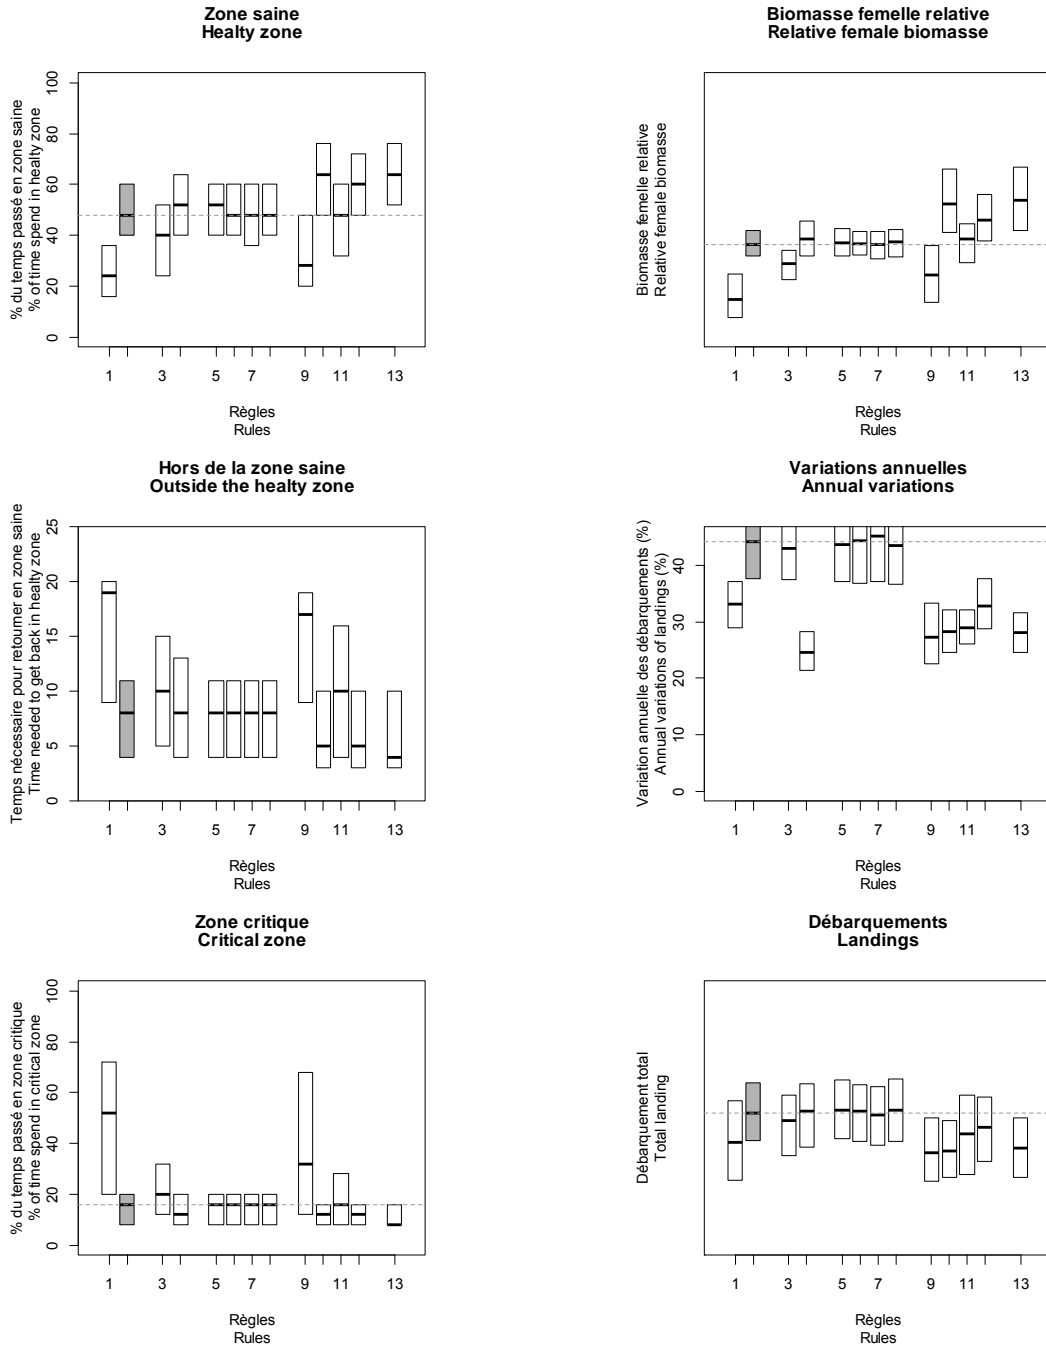 Zone saine
Healty zone
% du temps passé en zone saine
% of time spend in healty zone
0 20 40 60 80 100
1 3 5 7 9 11 13
Règles
Rules
Biomasse femelle relative
Relative female biomasse
Biomasse femelle relative
Relative female biomasse
1 3 5 7 9 11 13
Règles
Rules
Hors de la zone saine
Outside the healty zone
Temps nécessaire pour retourner en zone saine
Time needed to get back in healty zone
0 5 10 15 20 25
1 3 5 7 9 11 13
Règles
Rules
Variations annuelles
Annual variations
Variation annuelle des débarquements (%)
Annual variations of landings (%)
0 10 20 30 40
1 3 5 7 9 11 13
Règles
Rules
Zone critique
Critical zone
% du temps passé en zone critique
% of time spend in critical zone
0 20 40 60 80 100
1 3 5 7 9 11 13
Règles
Rules
Débarquements
Landings
Débarquement total
Total landing
1 3 5 7 9 11 13
Règles
Rules